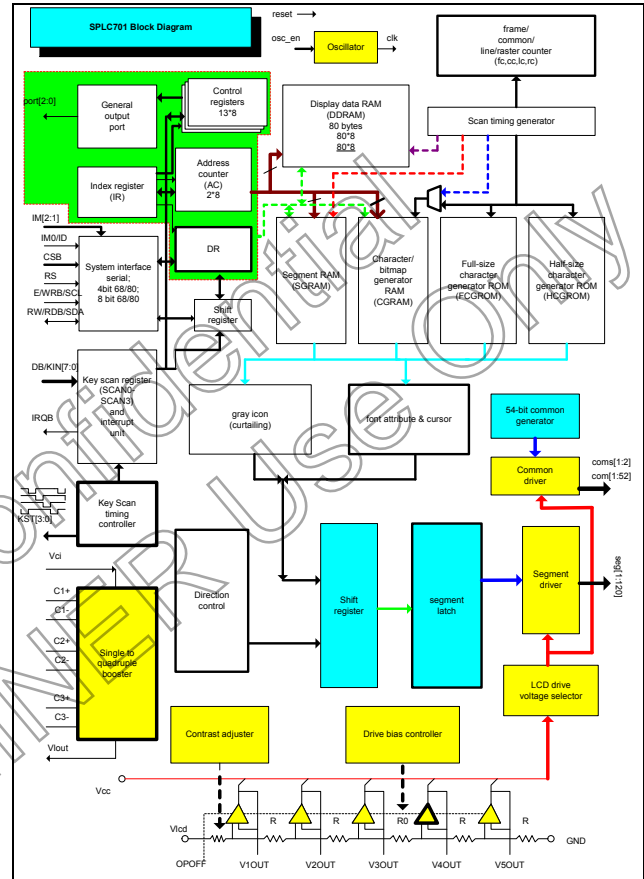 SPLC701 Block Diagram
reset
osc_en
Oscillator
clk
frame/
common/
line/raster counter
(fc,cc,lc,rc)
port[2:0]
General
output
port
Control
registers
13*8
Display data RAM
(DDRAM)
80 bytes
80*8
80*8
Scan timing generator
Index register
(IR)
Address
counter
(AC)
2*8
IM[2:1]
IM0/ID
CSB
RS
E/WRB/SCL
RW/RDB/SDA
System interface
serial;
4bit 68/80;
8 bit 68/80
DR
Shift
register
Segment RAM
(SGRAM)
Character/
bitmap
generator
RAM
(CGRAM)
Full-size
character
generator ROM
(FCGROM)
Half-size
character
generator ROM
(HCGROM)
DB/KIN[7:0]
IRQB
Key scan register
(SCAN0-
SCAN3)
and
interrupt
unit
gray icon
(curtailing)
font attribute & cursor
54-bit common
generator
Common
driver
coms[1:2]
com[1:52]
KST[3:0]
Key Scan
timing
controller
Vci
C1+
C1-
C2+
C2-
C3+
C3-
Vlout
Single to
quadruple
booster
Direction
control
Shift
register
segment
latch
Segment
driver
seg[1:120]
LCD drive
voltage selector
Contrast adjuster
Drive bias controller
Vcc
Vlcd
R
R
R0
R
R
GND
OPOFF
V1OUT
V2OUT
V3OUT
V4OUT
V5OUT
Confidential
Use Only